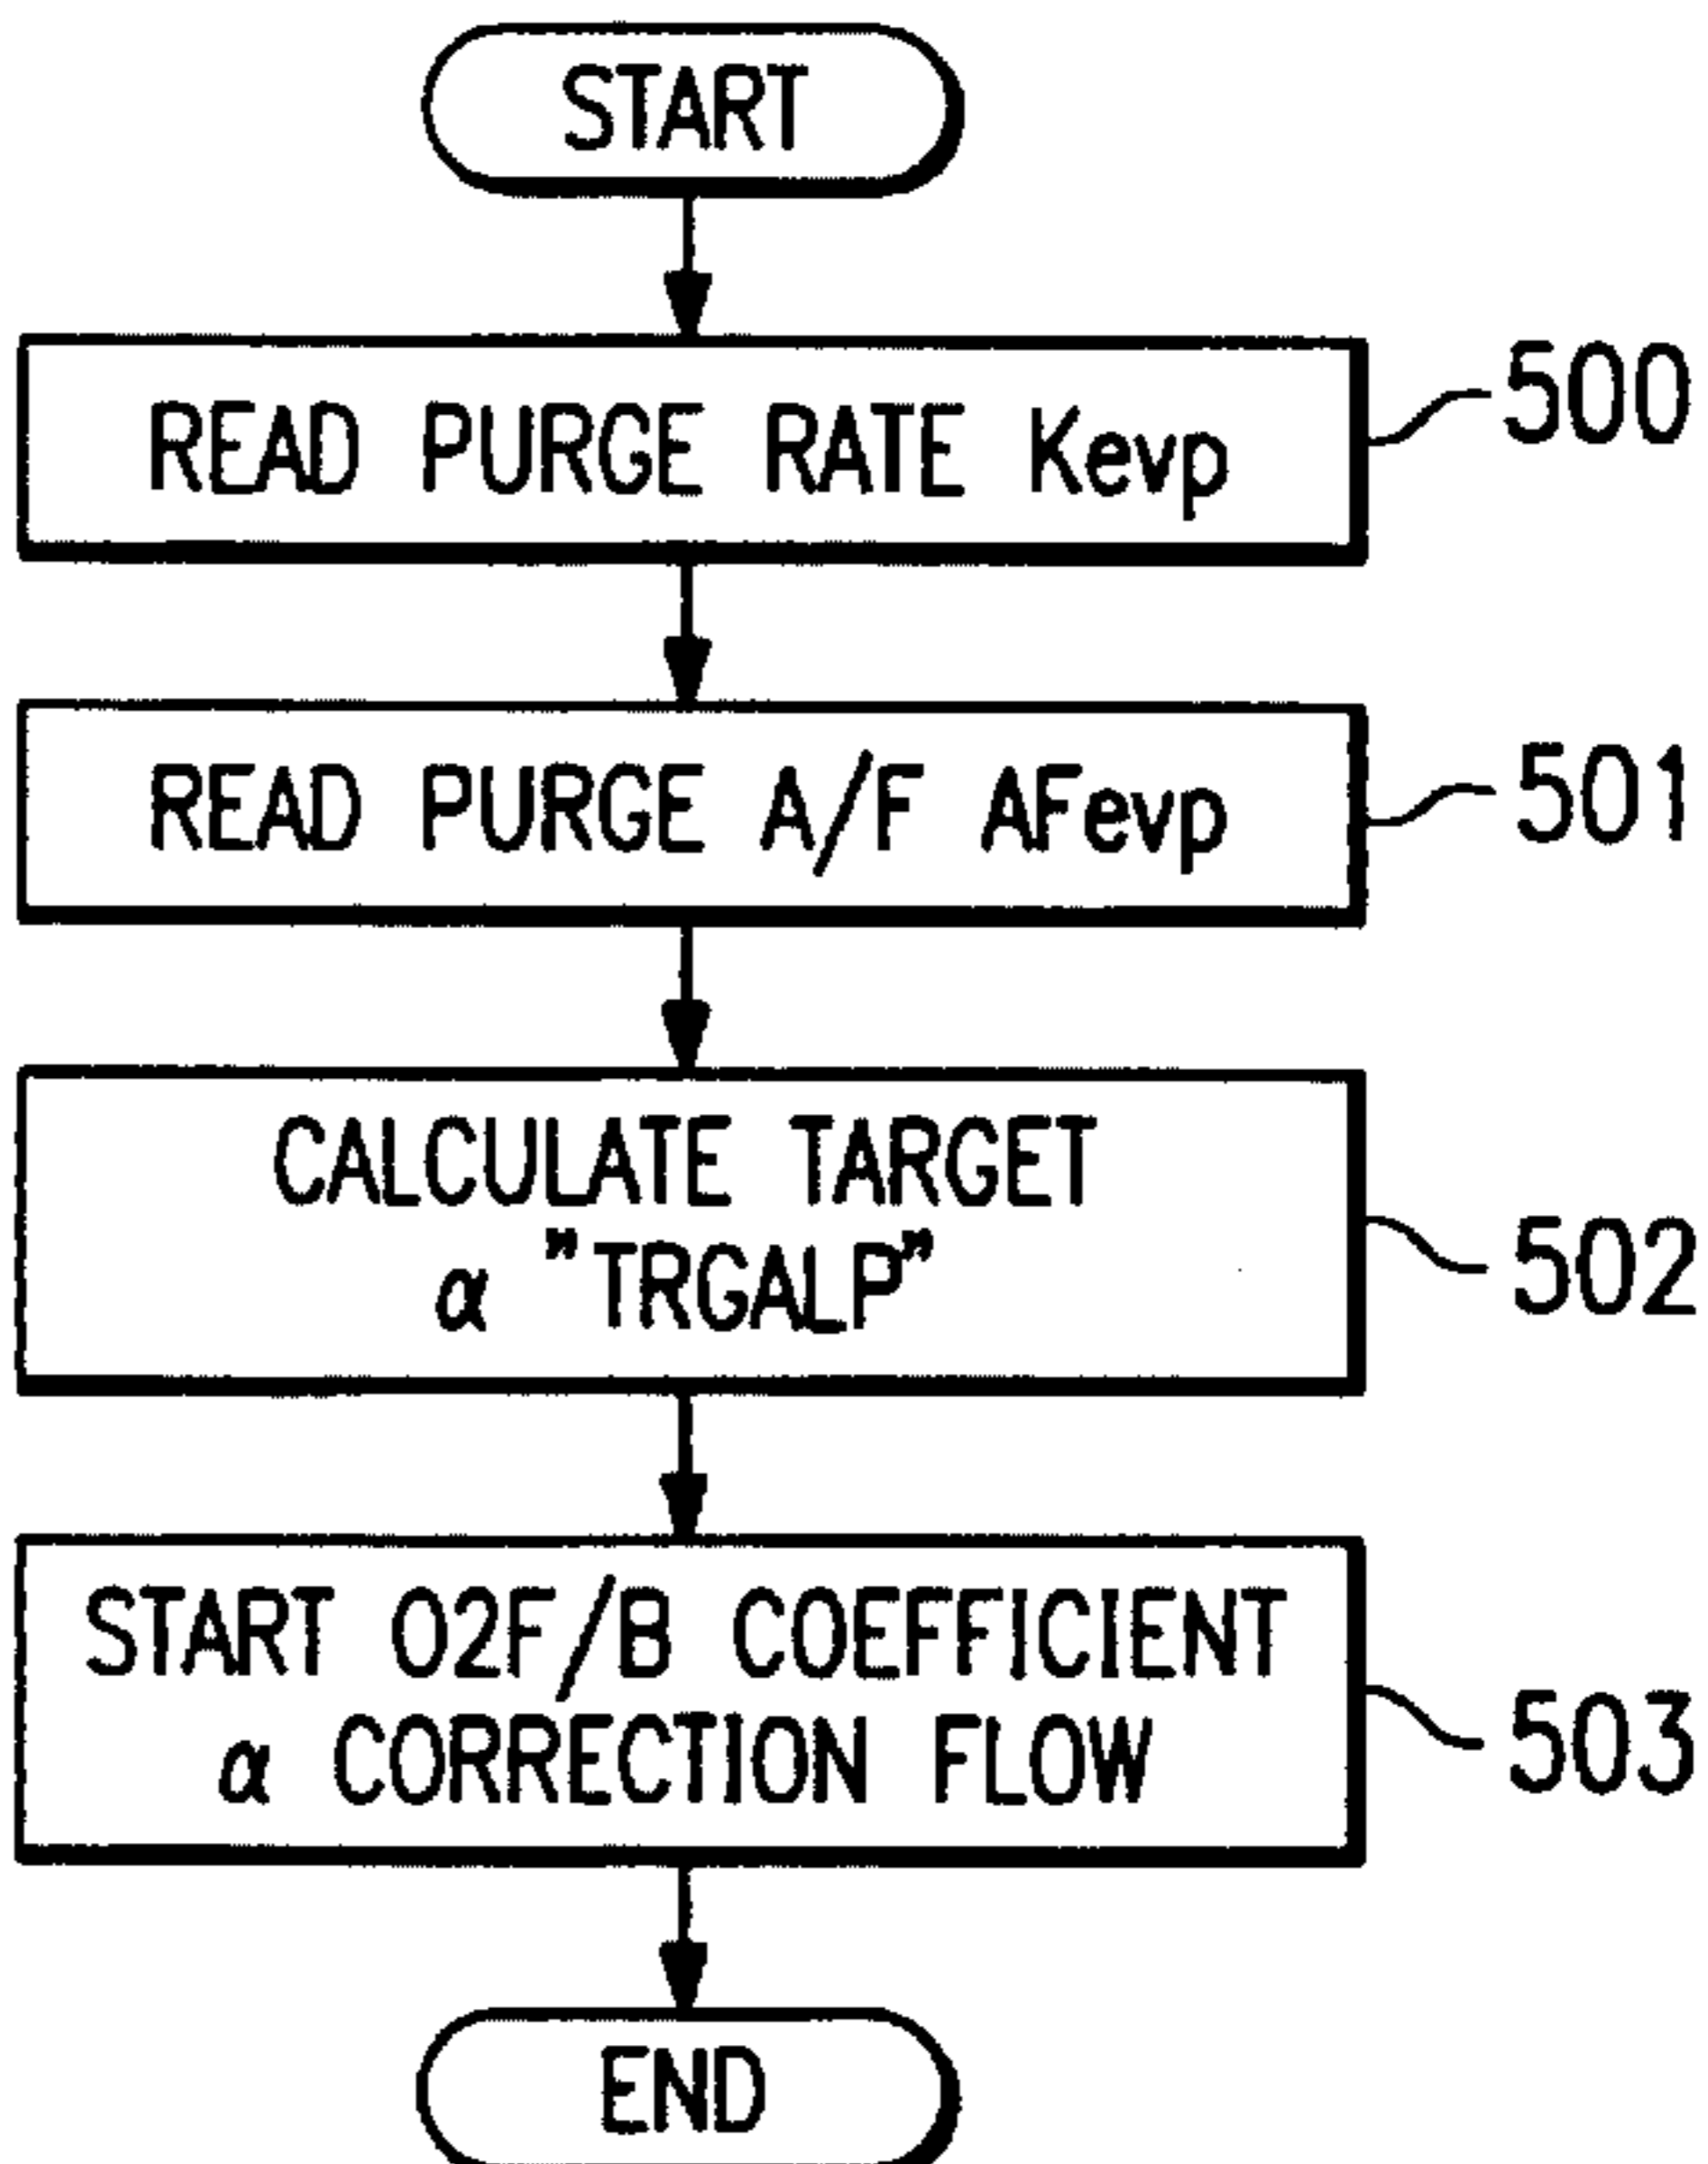 START
READ PURGE RATE Kevp
500
READ PURGE A/F AFevp
501
CALCULATE TARGET
α "TRGALP"
502
START O2F/B COEFFICIENT
α CORRECTION FLOW
503
END